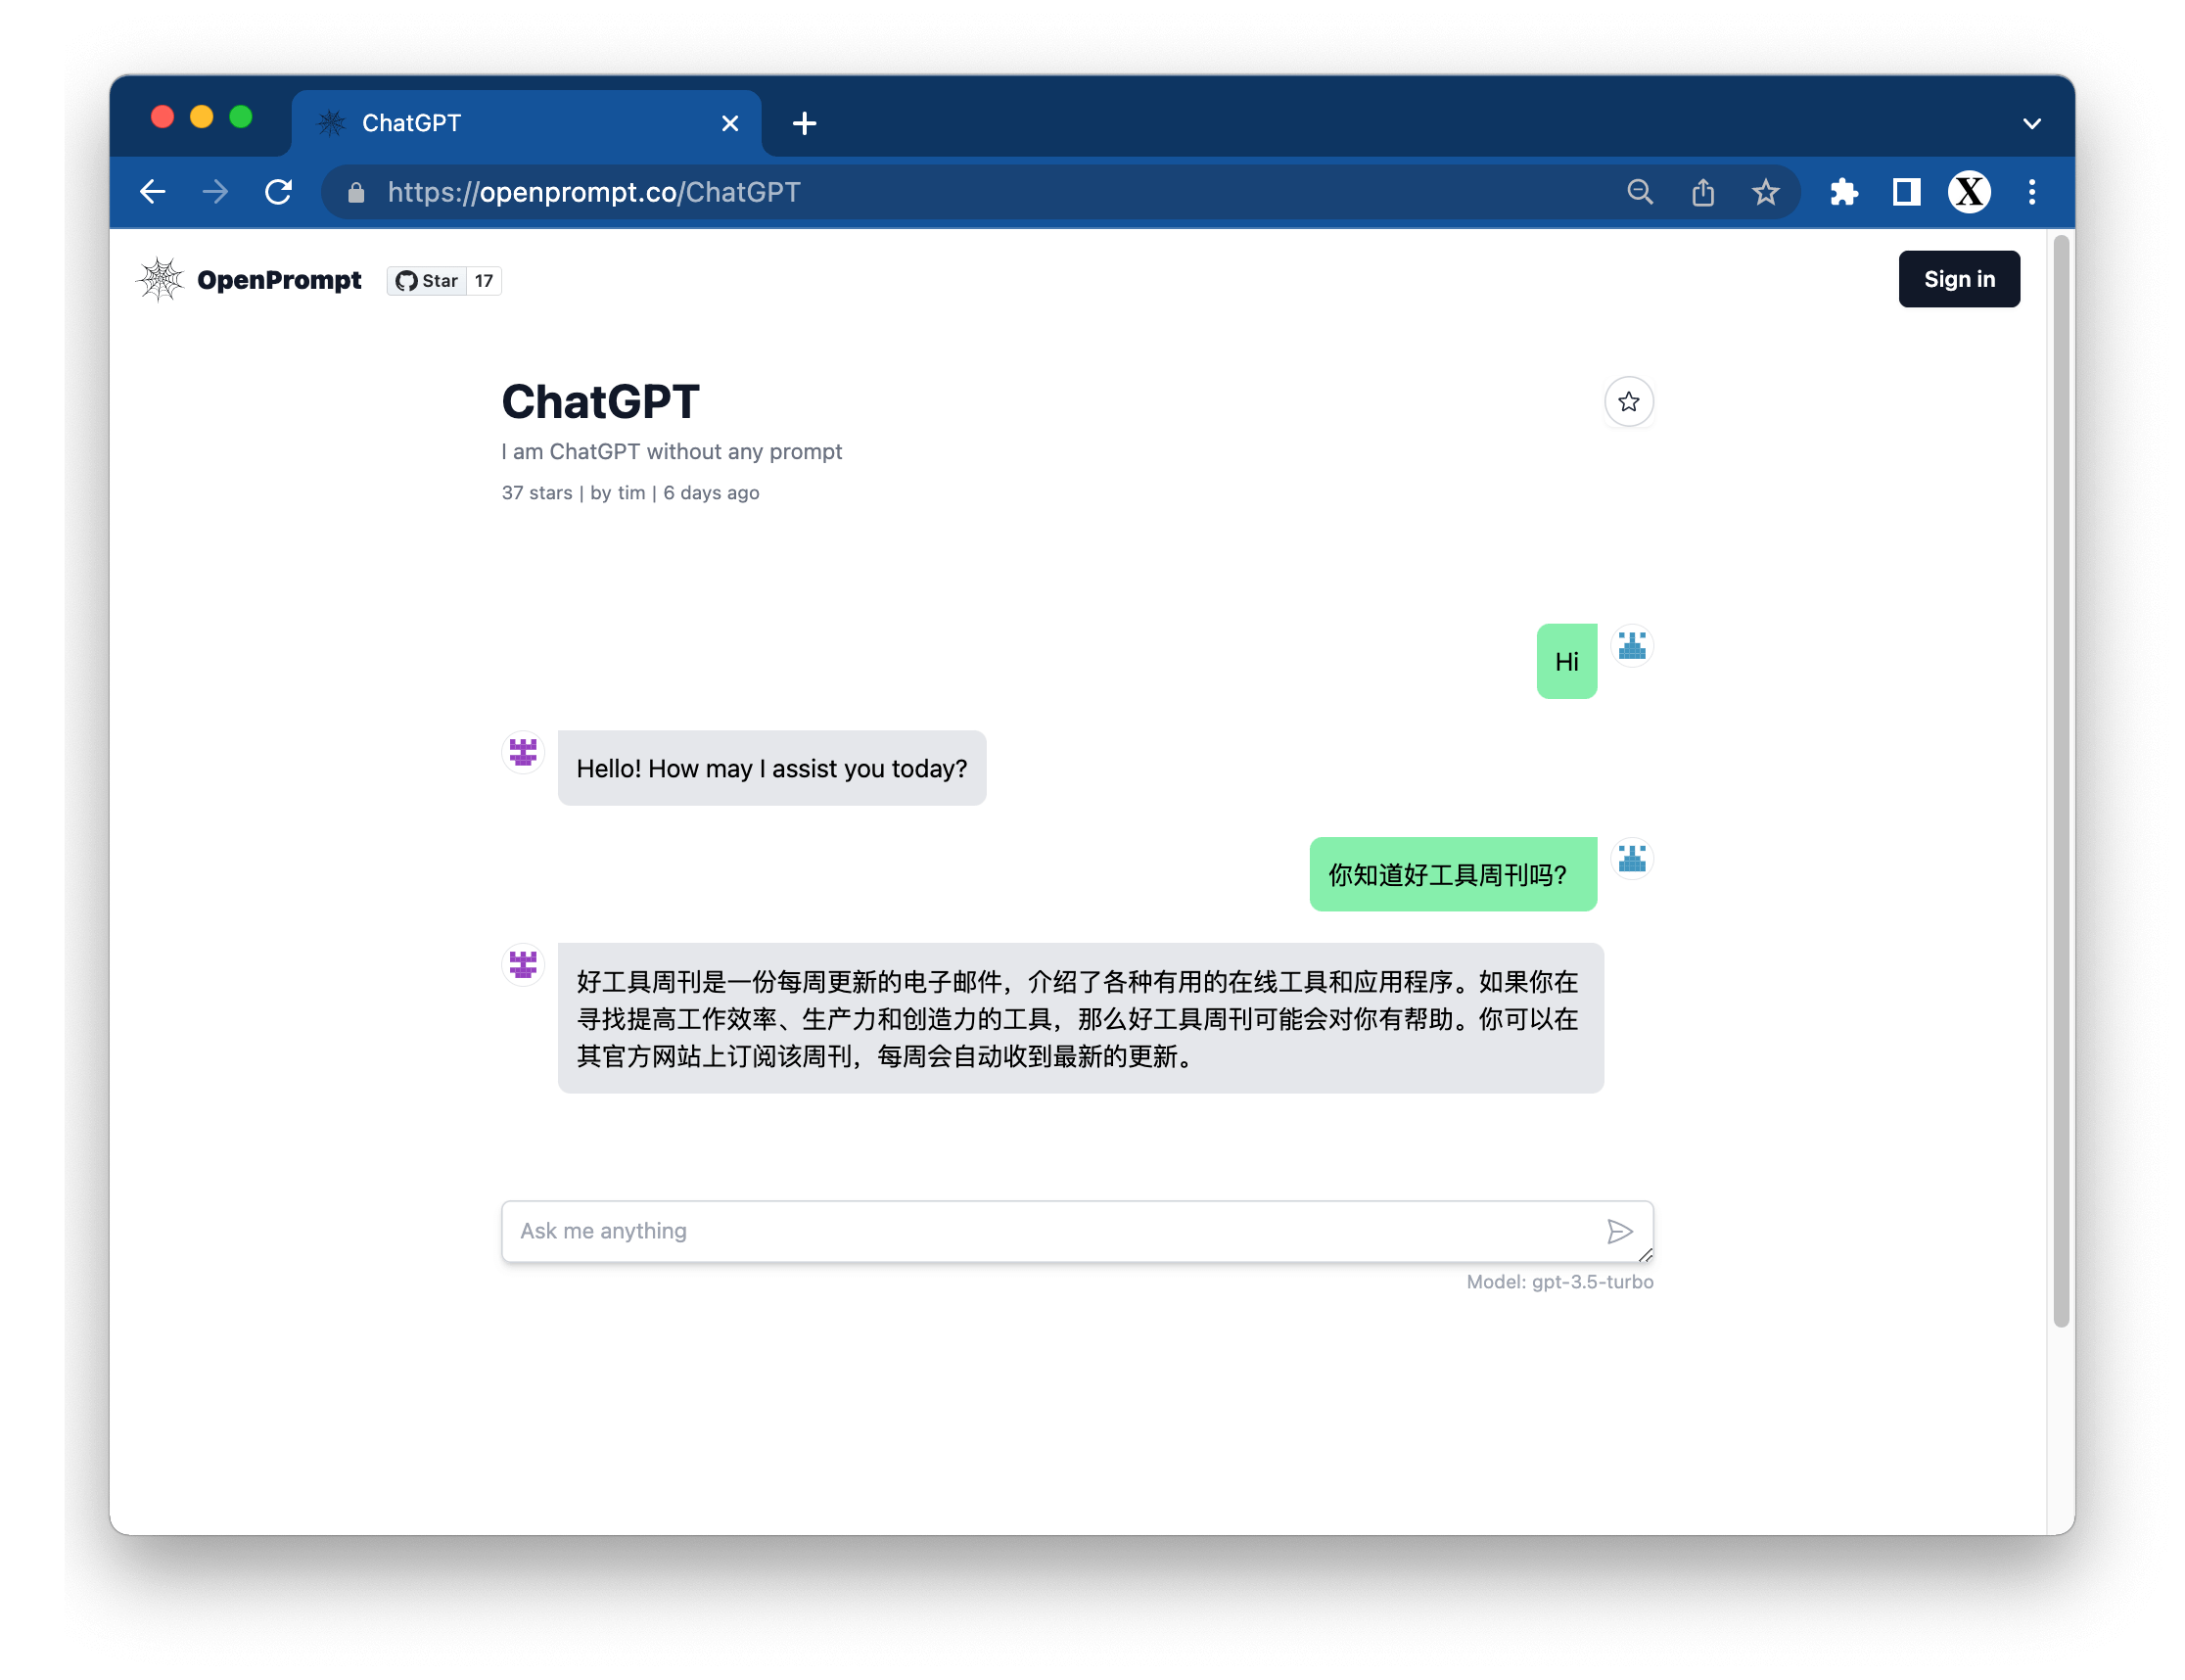 ChatGPT
https://openprompt.co/ChatGPT
X
OpenPrompt
Star 17
Sign in
ChatGPT
I am ChatGPT without any prompt
37 stars | by tim | 6 days ago
Hi
Hello! How may I assist you today?
你知道好工具周刊吗?
好工具周刊是一份每周更新的电子邮件，介绍了各种有用的在线工具和应用程序。如果你在
寻找提高工作效率、生产力和创造力的工具，那么好工具周刊可能会对你有帮助。你可以在
其官方网站上订阅该周刊，每周会自动收到最新的更新。
Ask me anything
Model: gpt-3.5-turbo